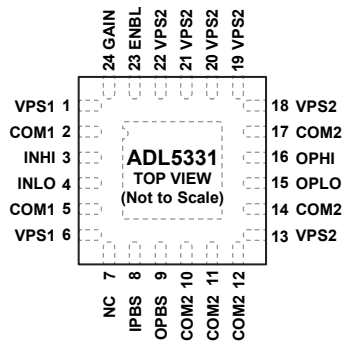 24 GAIN
23 ENBL
22 VPS2
21 VPS2
20 VPS2
19 VPS2
VPS1 1
COM1 2
INHI 3
INLO 4
COM1 5
VPS1 6
ADL5331
TOP VIEW
(Not to Scale)
18 VPS2
17 COM2
16 OPHI
15 OPLO
14 COM2
13 VPS2
NC 7
IPBS 8
OPBS 9
COM2 10
COM2 11
COM2 12